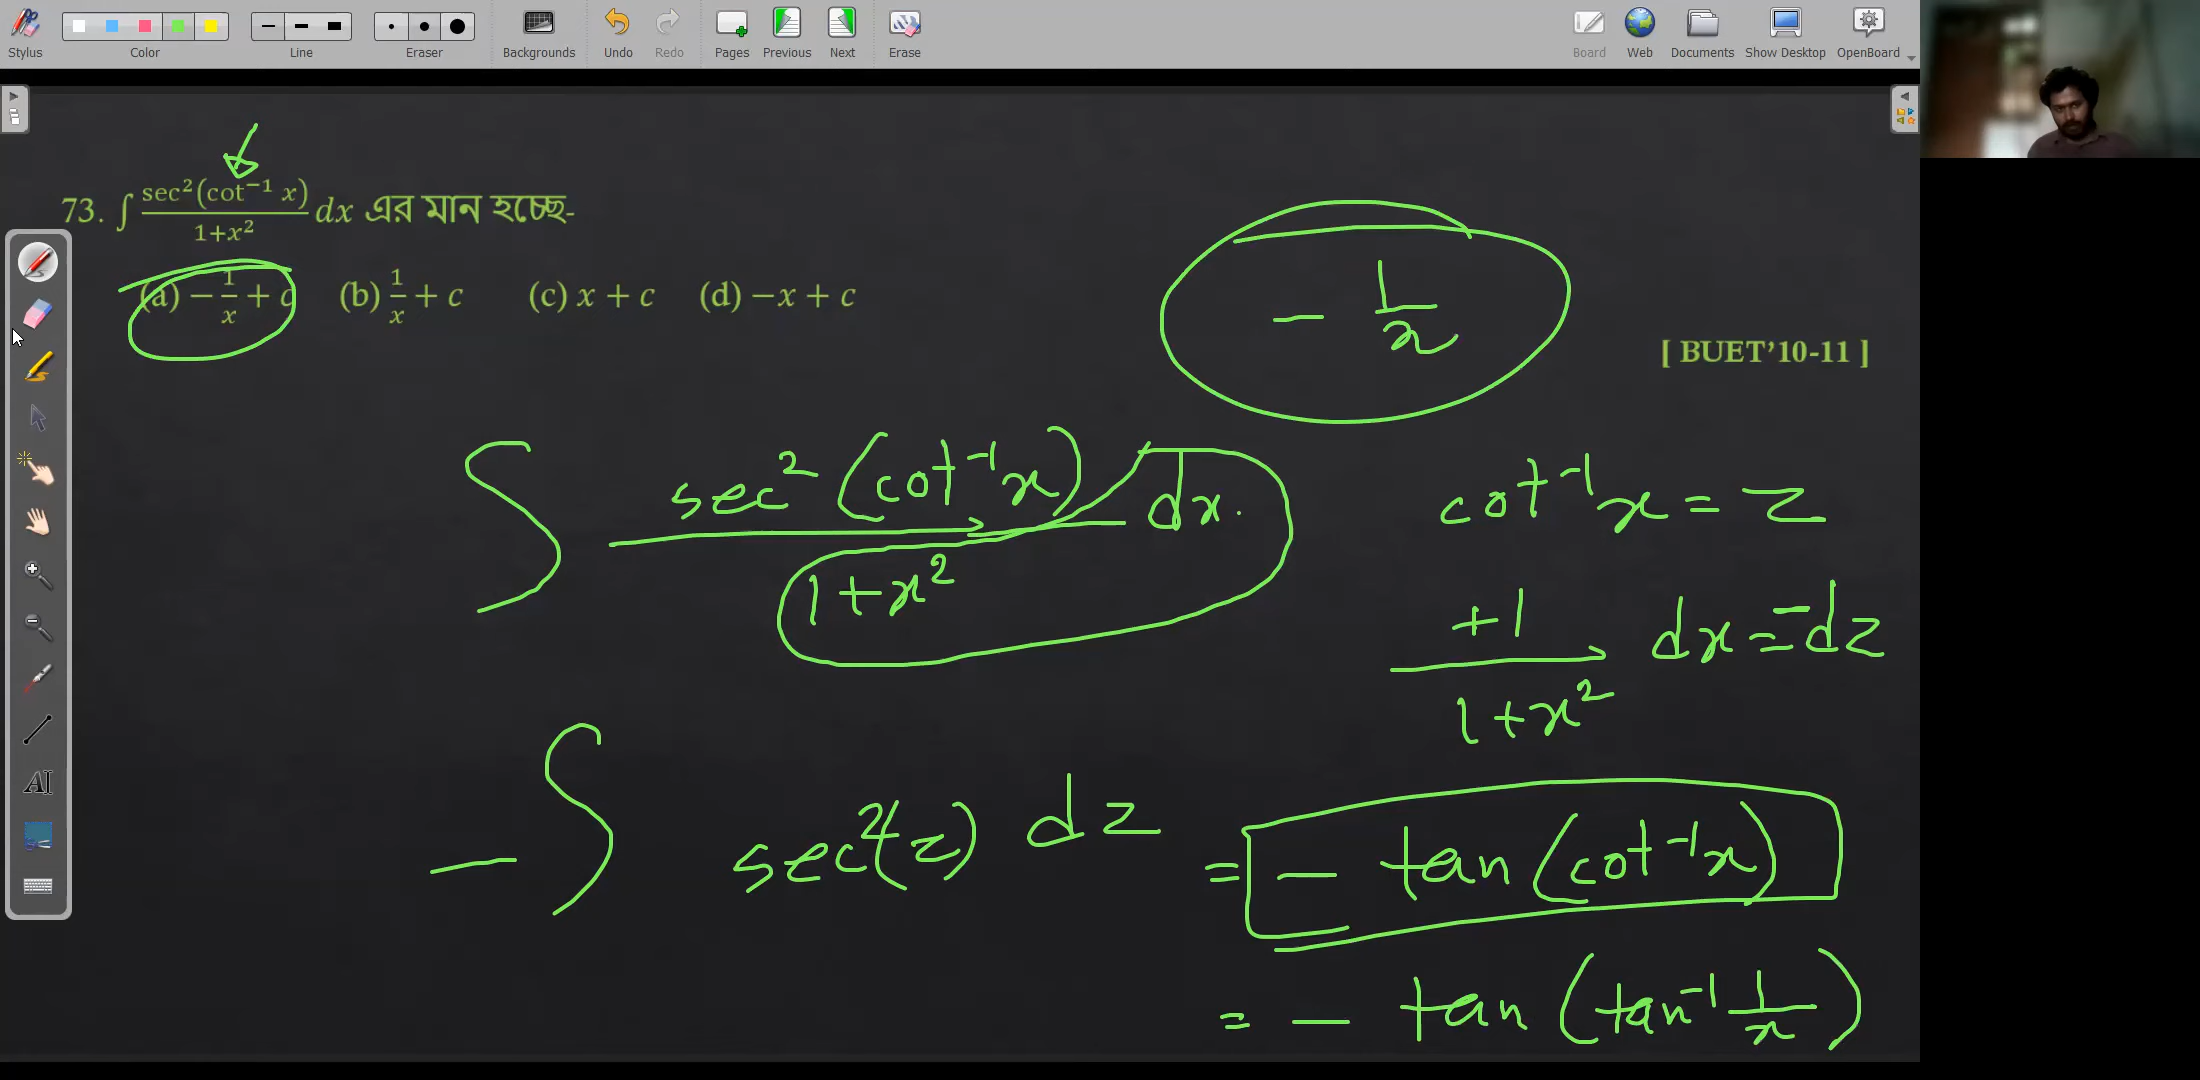 Stylus Color Line Eraser Backgrounds Undo Redo Pages Previous Next Erase Board Web Documents Show Desktop OpenBoard
73. ∫ sec²(cot⁻¹ x)/(1+x²) dx এর মান হচ্ছে-
(a) −1/x + c (b) 1/x + c (c) x + c (d) −x + c
− 1/x
[ BUET’10-11 ]
∫ sec² (cot⁻¹x)/(1+x²) dx.
cot⁻¹x = z
+1/(1+x²) dx = −dz
− ∫ sec²(z) dz = − tan (cot⁻¹x)
= − tan (tan⁻¹ 1/x)
AI